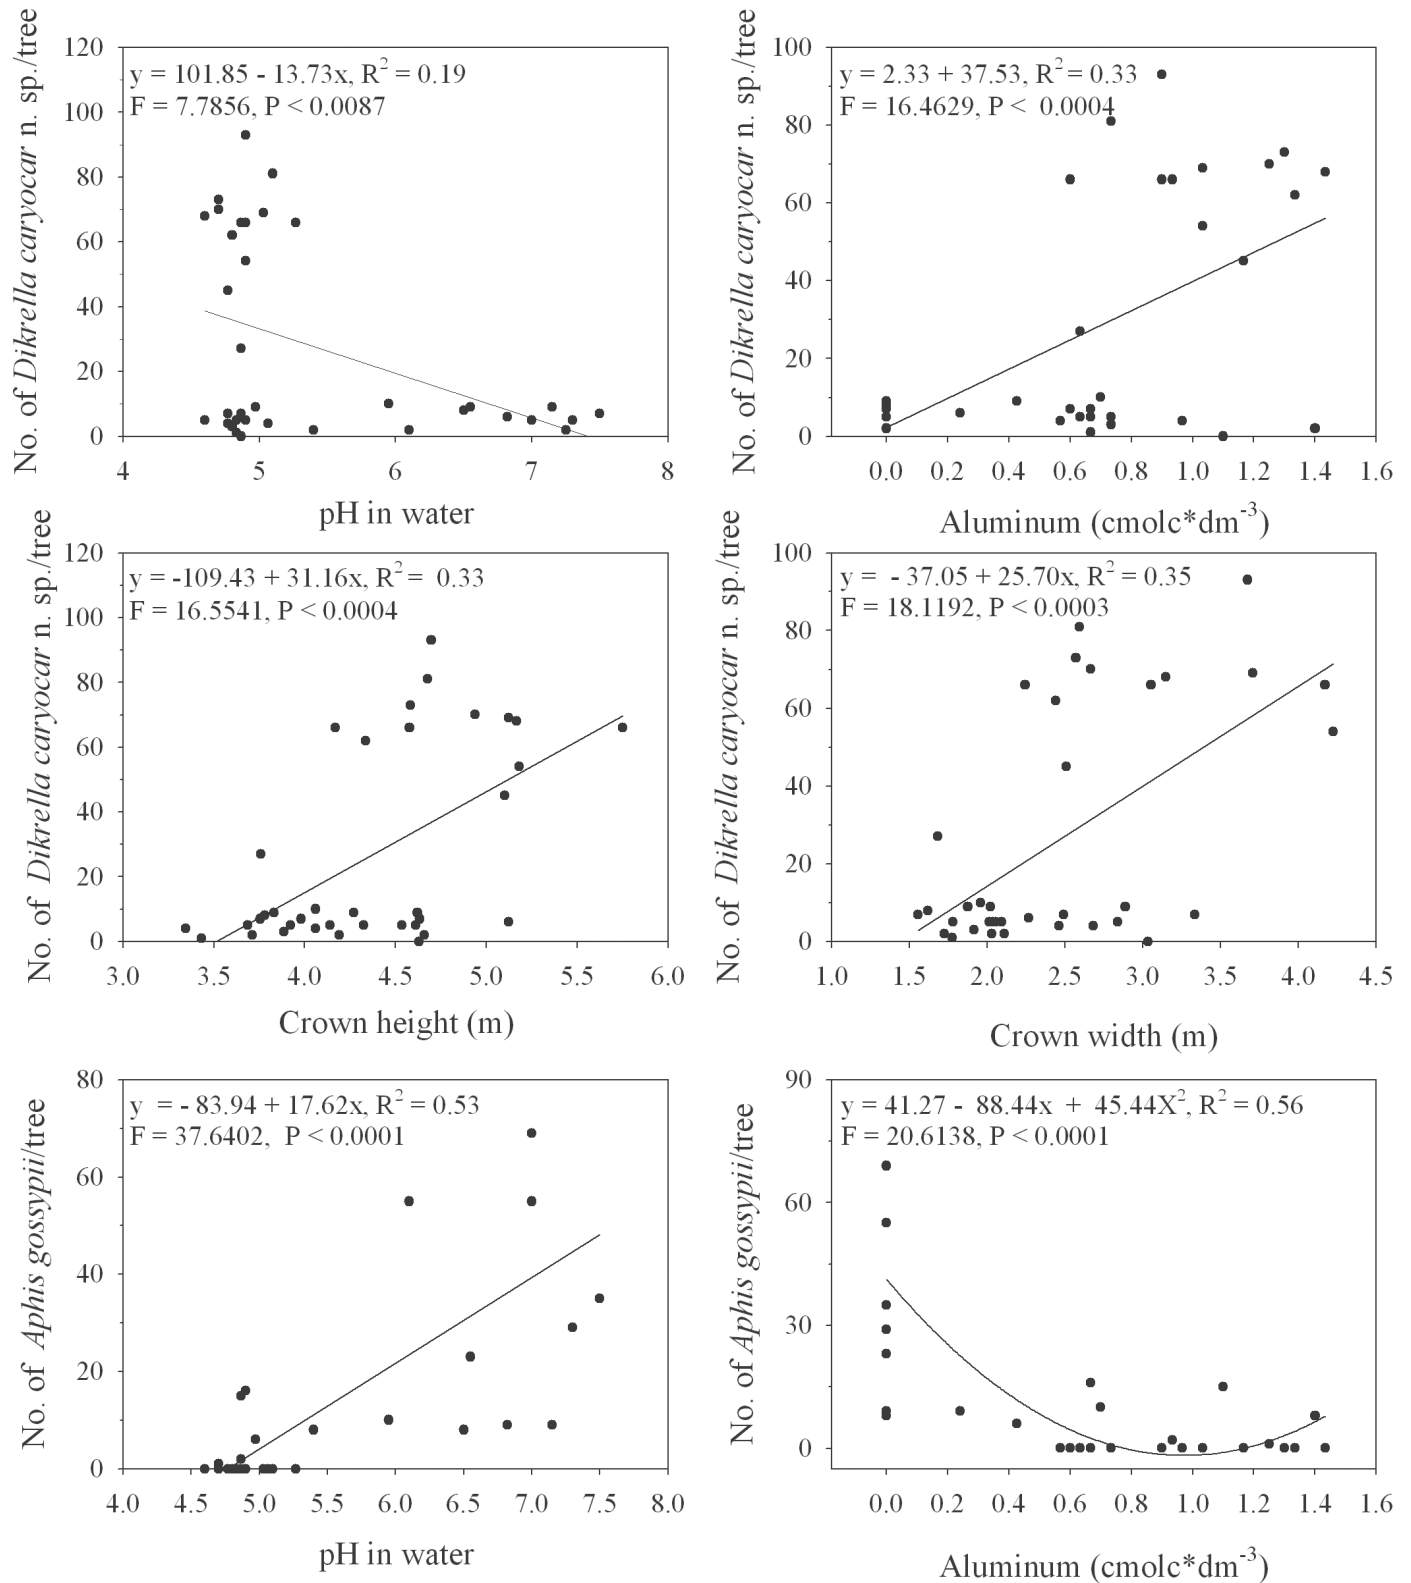 No. of Dikrella caryocar n. sp./tree
120
100
80
60
40
20
0
y = 101.85 - 13.73x, R² = 0.19
F = 7.7856, P < 0.0087
4 5 6 7 8
pH in water
No. of Dikrella caryocar n. sp./tree
100
80
60
40
20
0
y = 2.33 + 37.53, R² = 0.33
F = 16.4629, P < 0.0004
0.0 0.2 0.4 0.6 0.8 1.0 1.2 1.4 1.6
Aluminum (cmolc*dm⁻³)
No. of Dikrella caryocar n. sp./tree
120
100
80
60
40
20
0
y = -109.43 + 31.16x, R² = 0.33
F = 16.5541, P < 0.0004
3.0 3.5 4.0 4.5 5.0 5.5 6.0
Crown height (m)
No. of Dikrella caryocar n. sp./tree
100
80
60
40
20
0
y = - 37.05 + 25.70x, R² = 0.35
F = 18.1192, P < 0.0003
1.0 1.5 2.0 2.5 3.0 3.5 4.0 4.5
Crown width (m)
No. of Aphis gossypii/tree
80
60
40
20
0
y = - 83.94 + 17.62x, R² = 0.53
F = 37.6402, P < 0.0001
4.0 4.5 5.0 5.5 6.0 6.5 7.0 7.5 8.0
pH in water
No. of Aphis gossypii/tree
90
60
30
0
y = 41.27 - 88.44x + 45.44X², R² = 0.56
F = 20.6138, P < 0.0001
0.0 0.2 0.4 0.6 0.8 1.0 1.2 1.4 1.6
Aluminum (cmolc*dm⁻³)